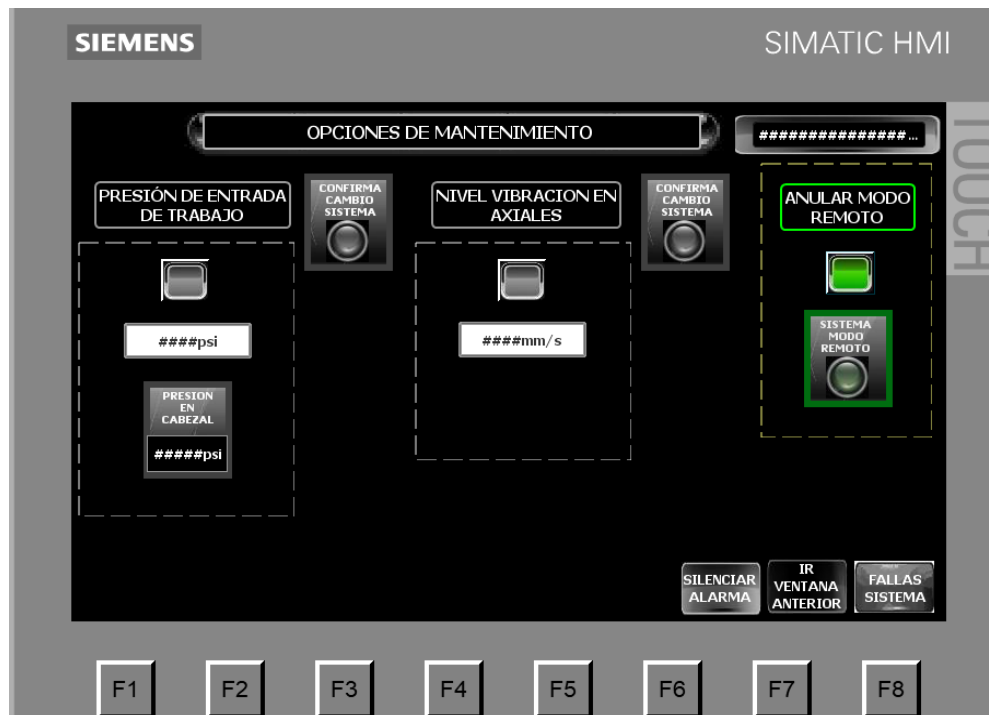 SIEMENS
SIMATIC HMI
TOUCH
OPCIONES DE MANTENIMIENTO
###############...
PRESIÓN DE ENTRADA
DE TRABAJO
CONFIRMA
CAMBIO
SISTEMA
NIVEL VIBRACION EN
AXIALES
CONFIRMA
CAMBIO
SISTEMA
ANULAR MODO
REMOTO
####psi
PRESION
EN
CABEZAL
#####psi
####mm/s
SISTEMA
MODO
REMOTO
SILENCIAR
ALARMA
IR
VENTANA
ANTERIOR
FALLAS
SISTEMA
F1
F2
F3
F4
F5
F6
F7
F8